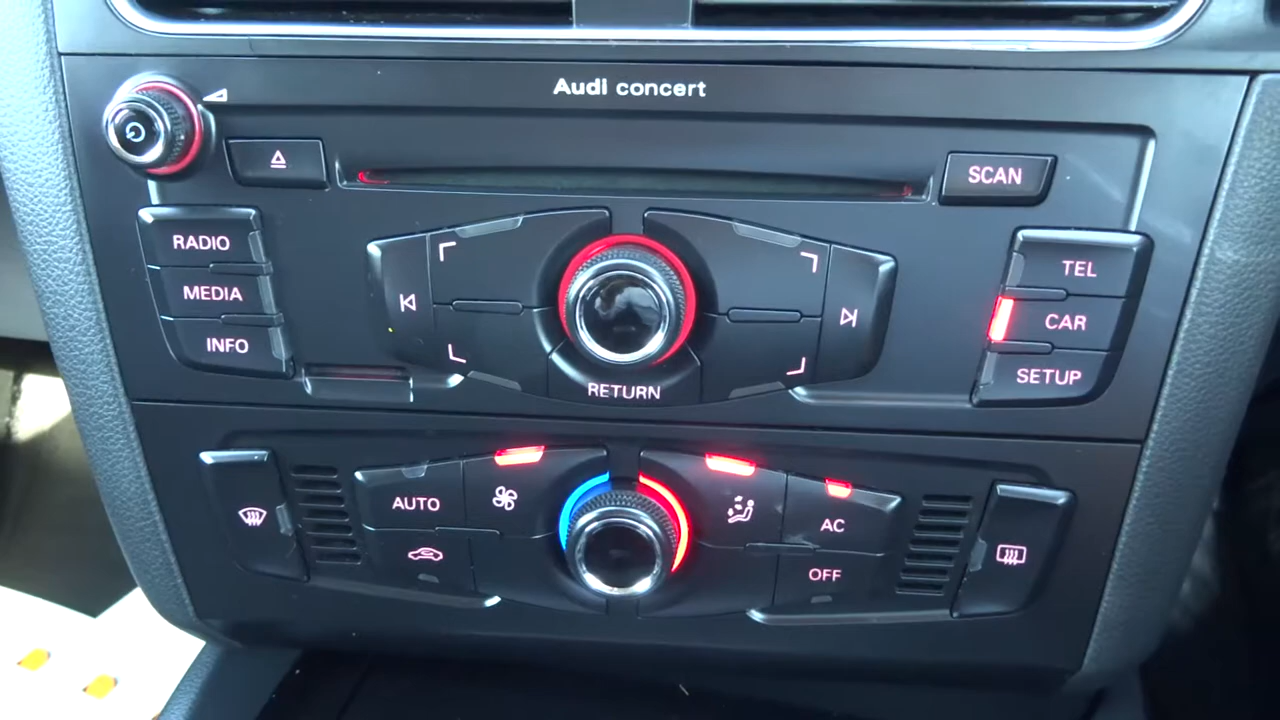 Audi concert
SCAN
RADIO
MEDIA
INFO
TEL
CAR
SETUP
RETURN
AUTO
AC
OFF